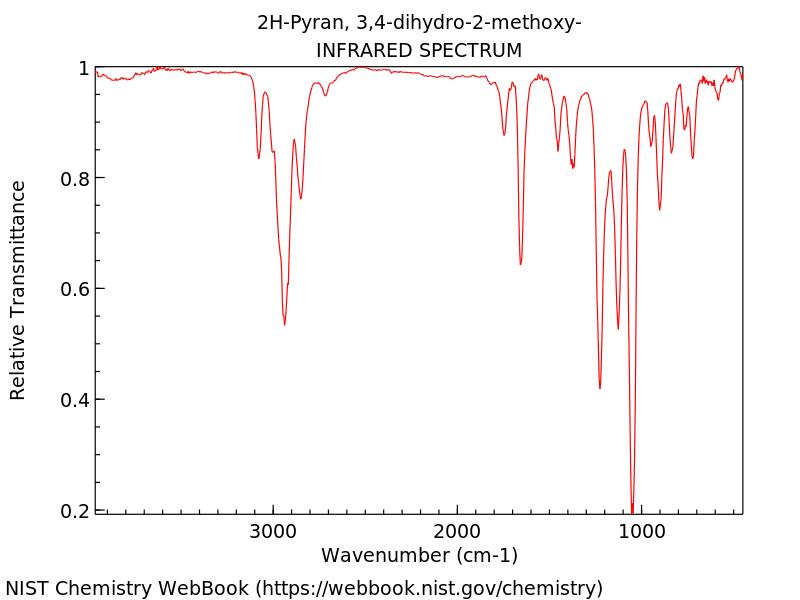 2H-Pyran, 3,4-dihydro-2-methoxy-
INFRARED SPECTRUM
1
0.8
0.6
0.4
0.2
Relative Transmittance
3000
2000
1000
Wavenumber (cm-1)
NIST Chemistry WebBook (https://webbook.nist.gov/chemistry)